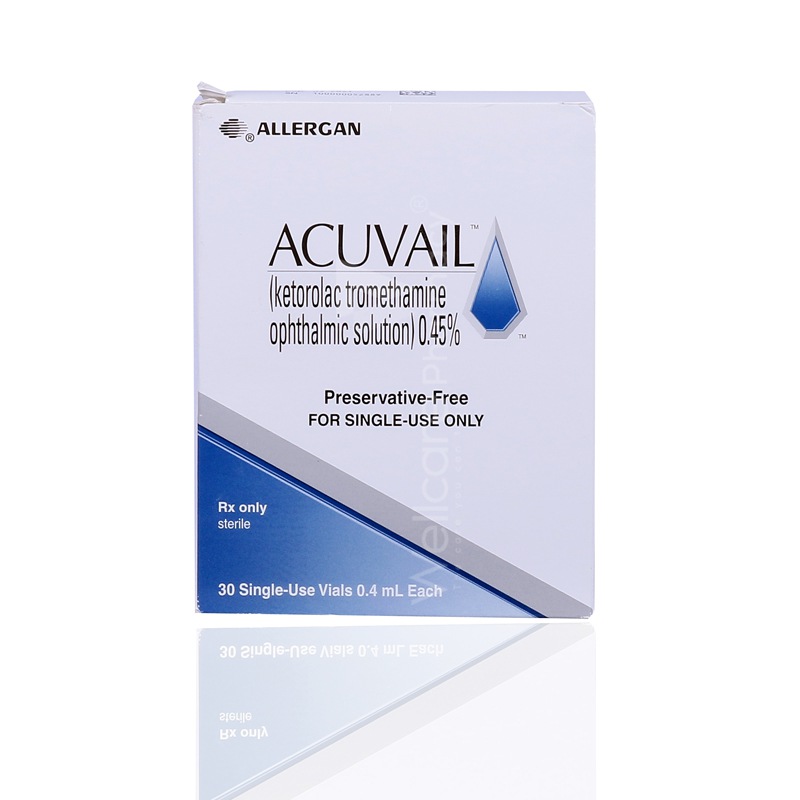 ALLERGAN
®
ACUVAIL™
(ketorolac tromethamine
ophthalmic solution) 0.45%
™
Preservative-Free
FOR SINGLE-USE ONLY
Rx only
sterile
30 Single-Use Vials 0.4 mL Each